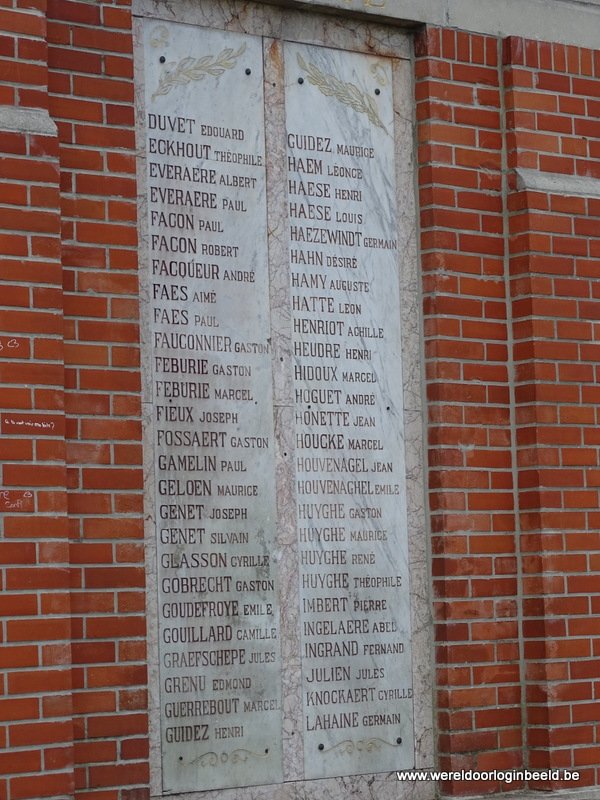 DUVET EDOUARD
ECKHOUT THÉOPHILE
EVERAERE ALBERT
EVERAERE PAUL
FACON PAUL
FACON ROBERT
FACQUEUR ANDRÉ
FAES AIMÉ
FAES PAUL
FAUCONNIER GASTON
FEBURIE GASTON
FEBURIE MARCEL
FIEUX JOSEPH
FOSSAERT GASTON
GAMELIN PAUL
GELOEN MAURICE
GENET JOSEPH
GENET SILVAIN
GLASSON CYRILLE
GOBRECHT GASTON
GOUDEFROYE EMILE
GOUILLARD CAMILLE
GRAEFSCHEPE JULES
GRENU EDMOND
GUERREBOUT MARCEL
GUIDEZ HENRI
GUIDEZ MAURICE
HAEM LEONCE
HAESE HENRI
HAESE LOUIS
HAEZEWINDT GERMAIN
HAHN DÉSIRÉ
HAMY AUGUSTE
HATTE LEON
HENRIOT ACHILLE
HEUDRE HENRI
HIDOUX MARCEL
HOGUET ANDRÉ
HONETTE JEAN
HOUCKE MARCEL
HOUVENAGEL JEAN
HOUVENAGHEL EMILE
HUYGHE GASTON
HUYGHE MAURICE
HUYGHE RENÉ
HUYGHE THÉOPHILE
IMBERT PIERRE
INGELAERE ABEL
INGRAND FERNAND
JULIEN JULES
KNOCKAERT CYRILLE
LAHAINE GERMAIN
www.wereldoorloginbeeld.be